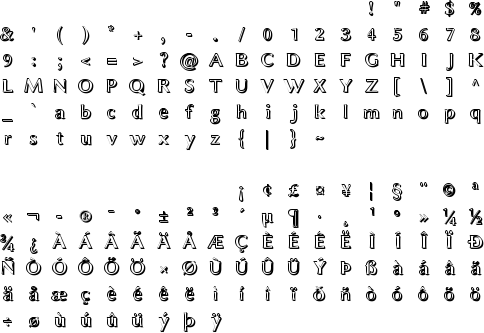 ! " # $ %
& ' ( ) * + , - . / 0 1 2 3 4 5 6 7 8
9 : ; < = > ? @ A B C D E F G H I J K
L M N O P Q R S T U V W X Y Z [ \ ] ^
_ ` a b c d e f g h i j k l m n o p q
r s t u v w x y z { | } ~
¡ ¢ £ ¤ ¥ ¦ § ¨ © ª
« ¬ - ® ¯ ° ± ² ³ ´ µ ¶ · ¸ ¹ º » ¼ ½
¾ ¿ À Á Â Ã Ä Å Æ Ç È É Ê Ë Ì Í Î Ï Ð
Ñ Ò Ó Ô Õ Ö × Ø Ù Ú Û Ü Ý Þ ß à á â ã
ä å æ ç è é ê ë ì í î ï ð ñ ò ó ô õ ö
÷ ø ù ú û ü ý þ ÿ